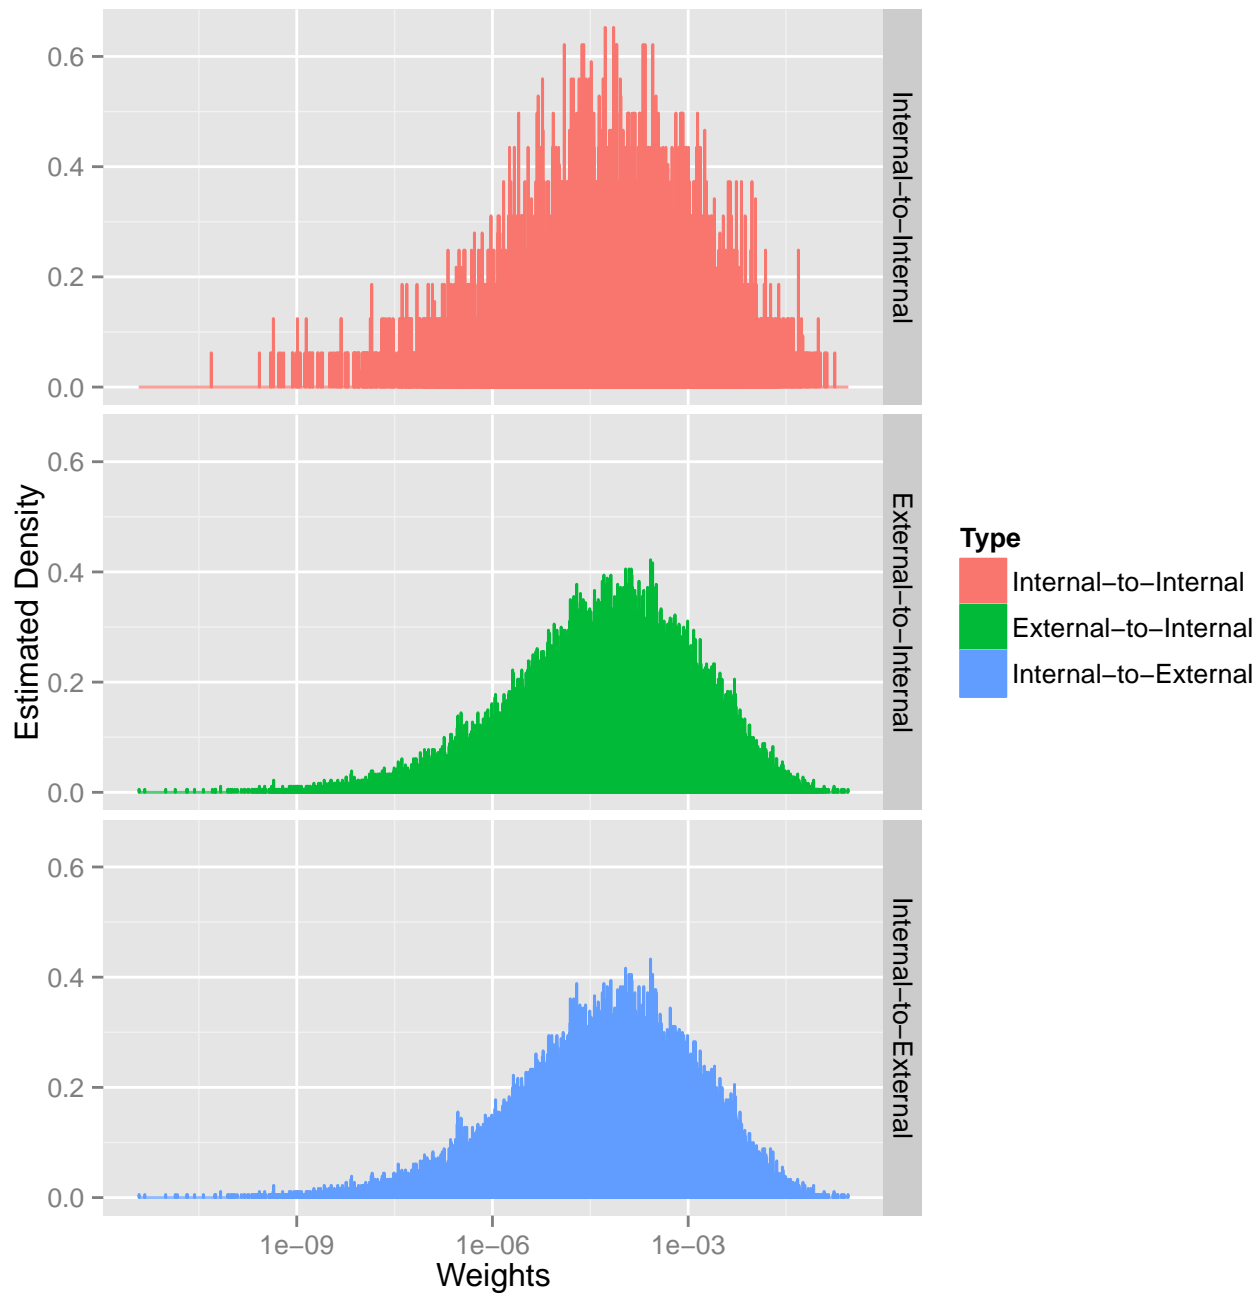 0.6
0.4
0.2
0.0
Internal−to−Internal
0.6
0.4
0.2
0.0
External−to−Internal
0.6
0.4
0.2
0.0
Internal−to−External
Estimated Density
1e−09
1e−06
1e−03
Weights
Type
Internal−to−Internal
External−to−Internal
Internal−to−External